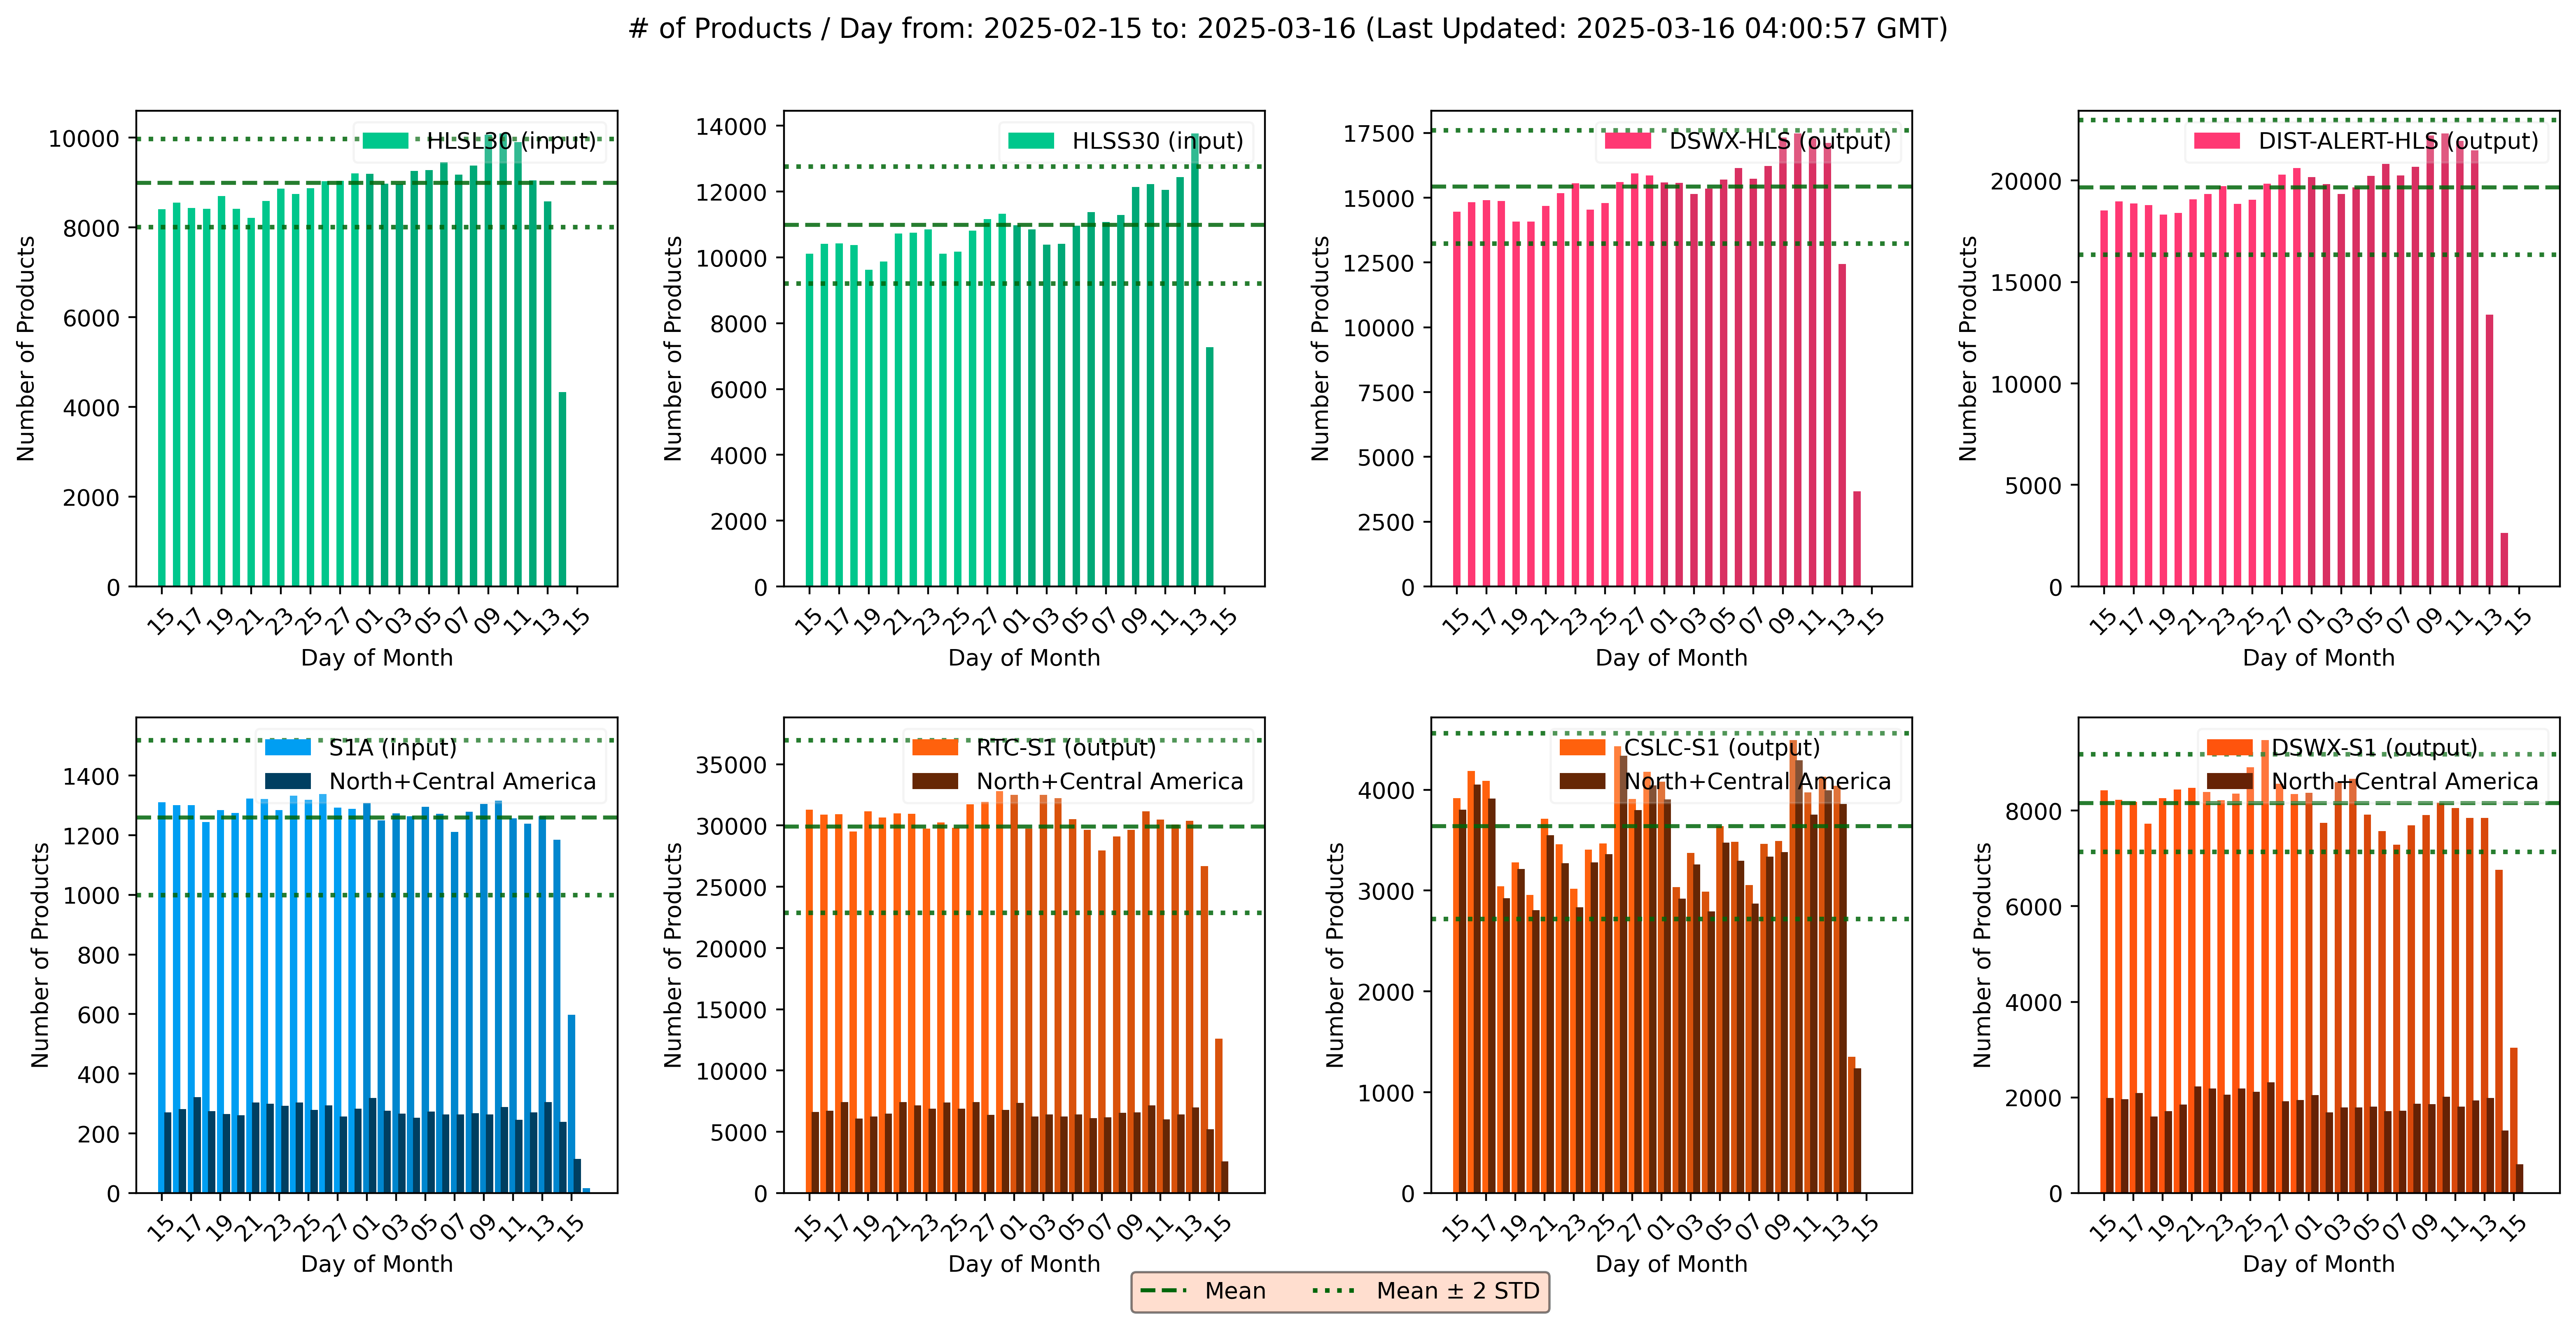 # of Products / Day from: 2025-02-15 to: 2025-03-16 (Last Updated: 2025-03-16 04:00:57 GMT)
HLSL30 (input)
Number of Products
10000
8000
6000
4000
2000
0
15 17 19 21 23 25 27 01 03 05 07 09 11 13 15
Day of Month
HLSS30 (input)
Number of Products
14000
12000
10000
8000
6000
4000
2000
0
15 17 19 21 23 25 27 01 03 05 07 09 11 13 15
Day of Month
DSWX-HLS (output)
Number of Products
17500
15000
12500
10000
7500
5000
2500
0
15 17 19 21 23 25 27 01 03 05 07 09 11 13 15
Day of Month
DIST-ALERT-HLS (output)
Number of Products
20000
15000
10000
5000
0
15 17 19 21 23 25 27 01 03 05 07 09 11 13 15
Day of Month
S1A (input)
North+Central America
Number of Products
1400
1200
1000
800
600
400
200
0
15 17 19 21 23 25 27 01 03 05 07 09 11 13 15
Day of Month
RTC-S1 (output)
North+Central America
Number of Products
35000
30000
25000
20000
15000
10000
5000
0
15 17 19 21 23 25 27 01 03 05 07 09 11 13 15
Day of Month
CSLC-S1 (output)
North+Central America
Number of Products
4000
3000
2000
1000
0
15 17 19 21 23 25 27 01 03 05 07 09 11 13 15
Day of Month
DSWX-S1 (output)
North+Central America
Number of Products
8000
6000
4000
2000
0
15 17 19 21 23 25 27 01 03 05 07 09 11 13 15
Day of Month
Mean
Mean ± 2 STD